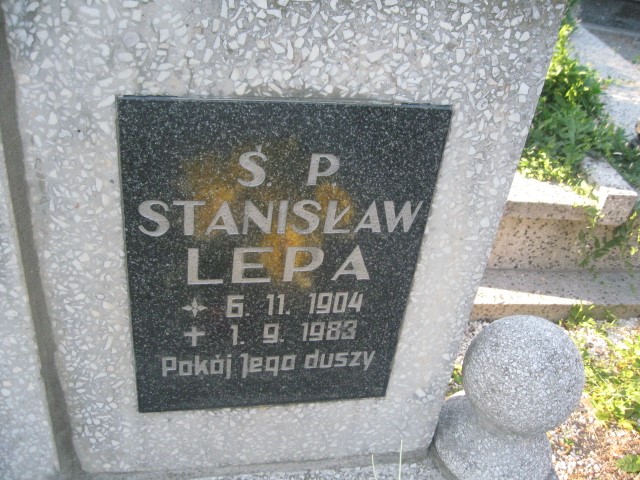 Ś. P
STANISŁAW
LEPA
6. 11. 1904
1. 9. 1983
Pokój Jego duszy